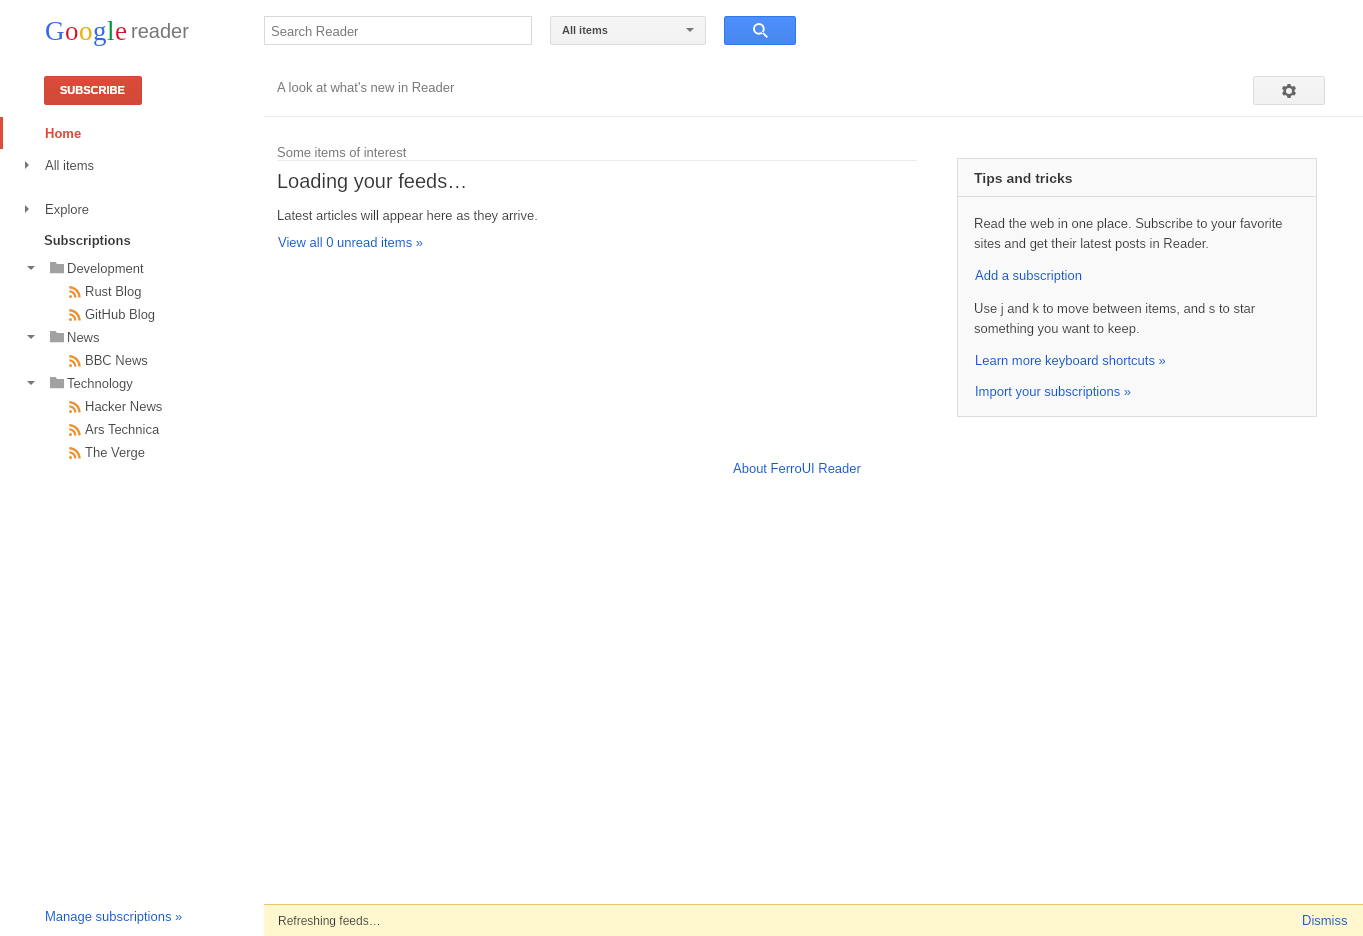 Google reader
Search Reader
All items
SUBSCRIBE
A look at what's new in Reader
Home
All items
Explore
Subscriptions
Development
Rust Blog
GitHub Blog
News
BBC News
Technology
Hacker News
Ars Technica
The Verge
Manage subscriptions »
Some items of interest
Loading your feeds…
Latest articles will appear here as they arrive.
View all 0 unread items »
Tips and tricks
Read the web in one place. Subscribe to your favorite
sites and get their latest posts in Reader.
Add a subscription
Use j and k to move between items, and s to star
something you want to keep.
Learn more keyboard shortcuts »
Import your subscriptions »
About FerroUI Reader
Refreshing feeds…
Dismiss